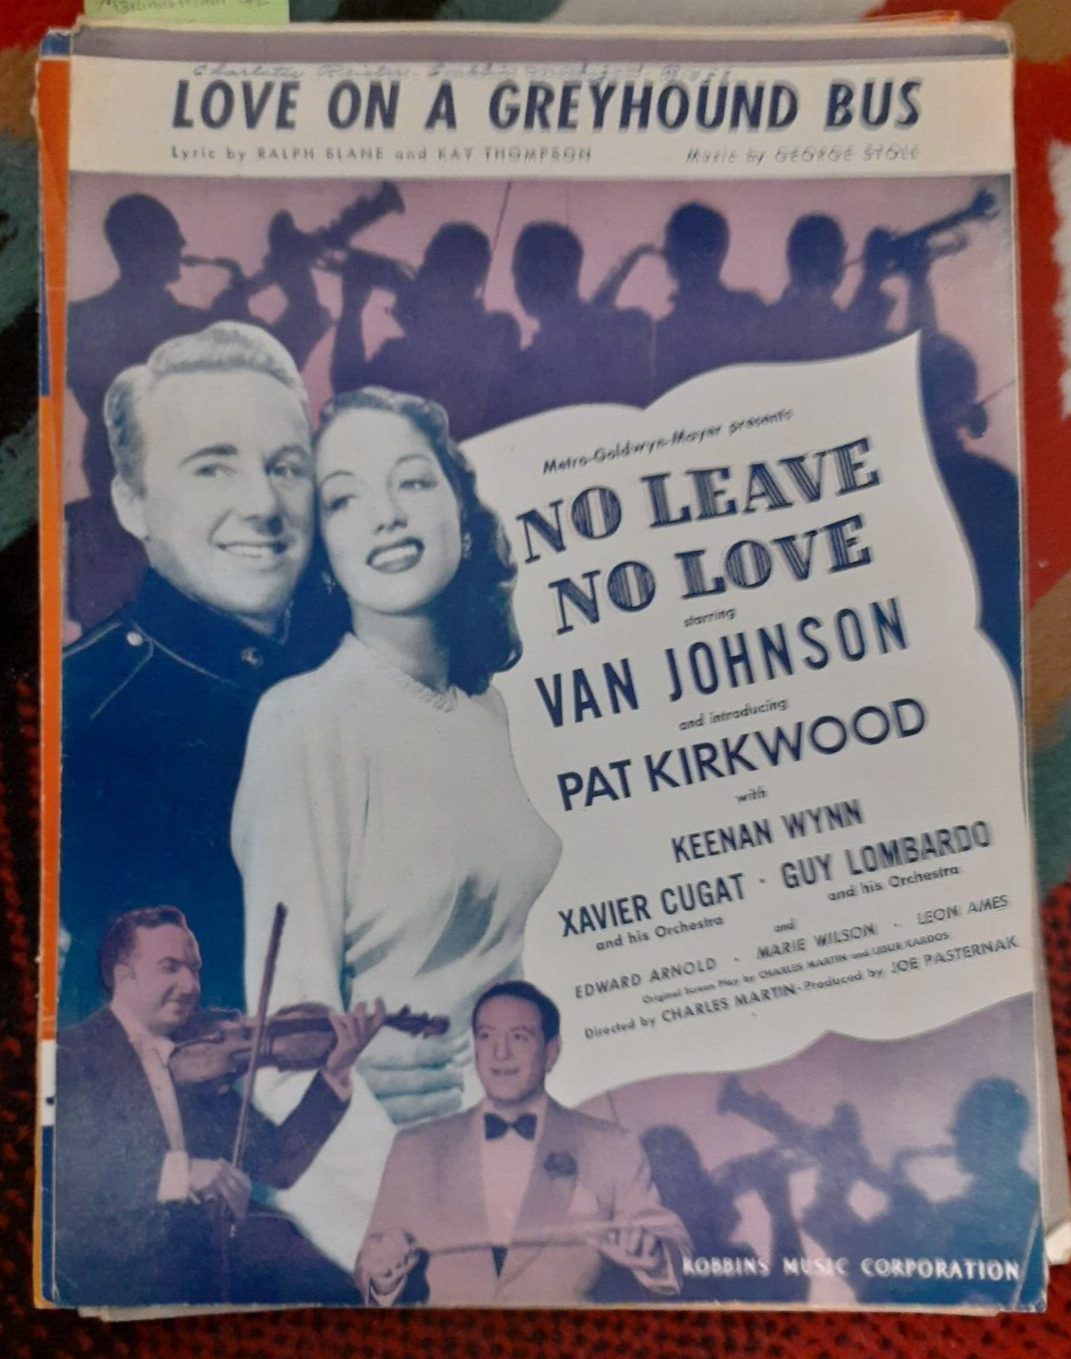 LOVE ON A GREYHOUND BUS
Lyric by RALPH BLANE and KAY THOMPSON Music by GEORGE STOLL
Metro-Goldwyn-Mayer presents
NO LEAVE
NO LOVE
starring
VAN JOHNSON
and introducing
PAT KIRKWOOD
with
KEENAN WYNN
XAVIER CUGAT · GUY LOMBARDO
and his Orchestra and his Orchestra
and
EDWARD ARNOLD · MARIE WILSON · LEON AMES
Original Screen Play by CHARLES MARTIN and LESLIE KARDOS
Directed by CHARLES MARTIN · Produced by JOE PASTERNAK
ROBBINS MUSIC CORPORATION